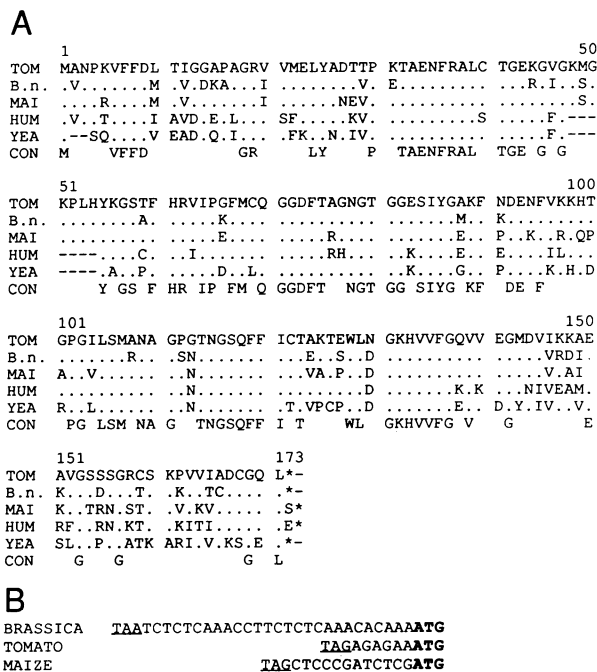 A
1 50
TOM MANPKVFFDL TIGGAPAGRV VMELYADTTP KTAENFRALC TGEKGVGKMG
B.n. .V.......M .V.DKA...I .......V.. E......... ...R.I..S.
MAI ....R....M .V.......I .....NEV.. .......... ........S.
HUM .V..T....I AVD.E.L... SF....KV.. ........S. .....F.---
YEA .--SQ....V EAD.Q.I... .FK..N.IV. .......... .....F.---
CON M VFFD GR LY P TAENFRAL TGE G G
51 100
TOM KPLHYKGSTF HRVIPGFMCQ GGDFTAGNGT GGESIYGAKF NDENFVKKHT
B.n. ........A. .....K.... .......... .......M.. K.........
MAI .......... .....E.... .....R.... .......E.. P..K..R.QP
HUM ----....C. ...I...... .....RH... ..K....E.. E...IL....
YEA ----.A..P. .....D.L.. .......... ..K....G.. P....K.H.D
CON Y GS F HR IP FM Q GGDFT NGT GG SIYG KF DE F
101 150
TOM GPGILSMANA GPGTNGSQFF ICTAKTEWLN GKHVVFGQVV EGMDVIKKAE
B.n. .......R.. .SN....... ....E..S.D .......... .....VRDI.
MAI A..V...... ..N....... ...VA.P..D .......... .....V.AI.
HUM .......... ..N....... .........D .......K.K ...NIVEAM.
YEA R..L...... ..N....... .T.VPCP..D .......E.. D.Y.IV..V.
CON PG LSMN NA G TNGSQFF I T WL GKHVVFG V G E
151 173
TOM AVGSSSGRCS KPVVIADCGQ L*-
B.n. K...D...T. .K..TC.... .*-
MAI K..TRN.ST. .V.KV..... S*
HUM RF..RN.KT. .KITI..... E*
YEA SL..P..ATK ARI.V.KS.E .*-
CON G G G L
B
BRASSICA TAATCTCTCAAACCTTCTCTCAAACACAAAATG
TOMATO TAGAGAGAAATG
MAIZE TAGCTCCCGATCTCGATG